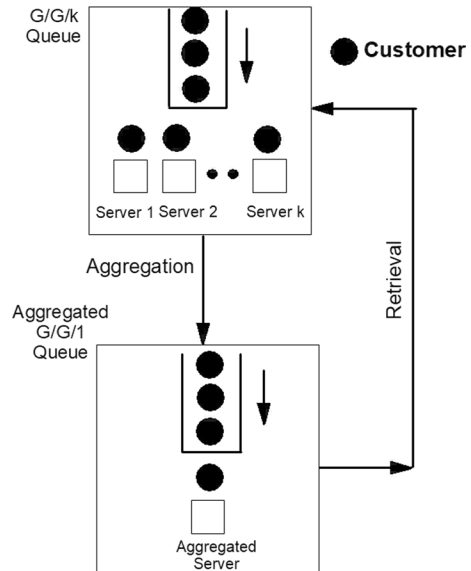 G/G/k
Queue
Customer
Server 1
Server 2
Server k
Aggregation
Retrieval
Aggregated
G/G/1
Queue
Aggregated
Server